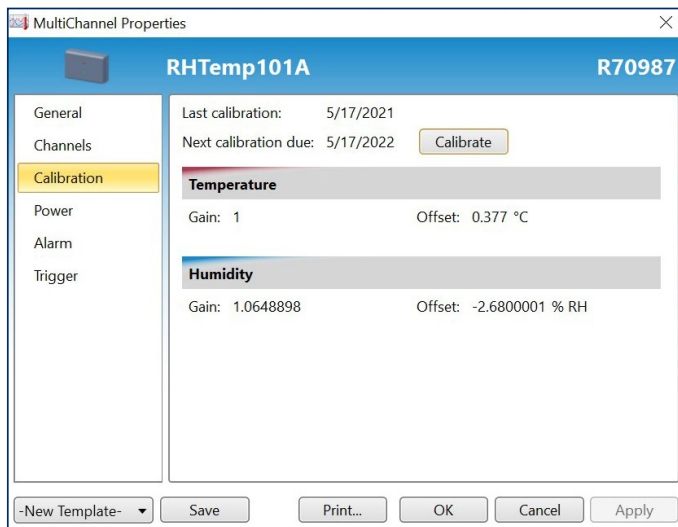 MultiChannel Properties
RHTemp101A R70987
General
Channels
Calibration
Power
Alarm
Trigger
Last calibration: 5/17/2021
Next calibration due: 5/17/2022 Calibrate
Temperature
Gain: 1 Offset: 0.377 °C
Humidity
Gain: 1.0648898 Offset: -2.6800001 % RH
-New Template- Save Print... OK Cancel Apply